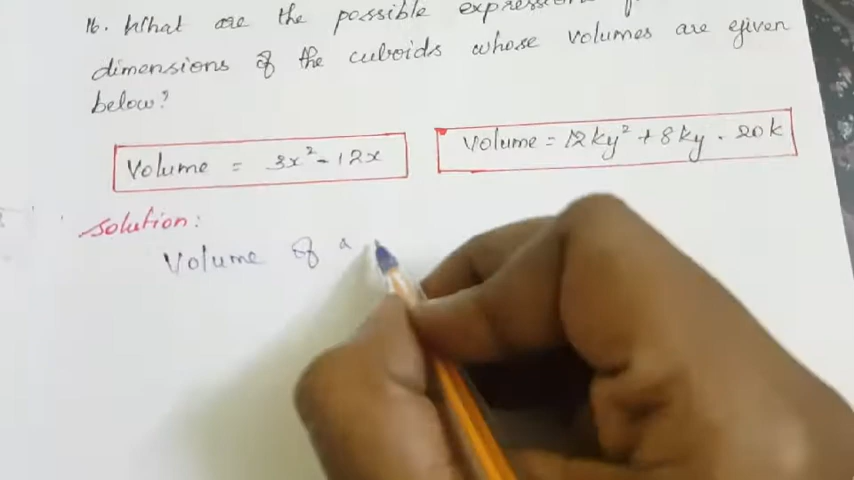 16. What are the possible expressions
dimensions of the cuboids whose volumes are given
below?
Volume = 3x² - 12x
Volume = 12ky² + 8ky - 20k
Solution:
Volume of a